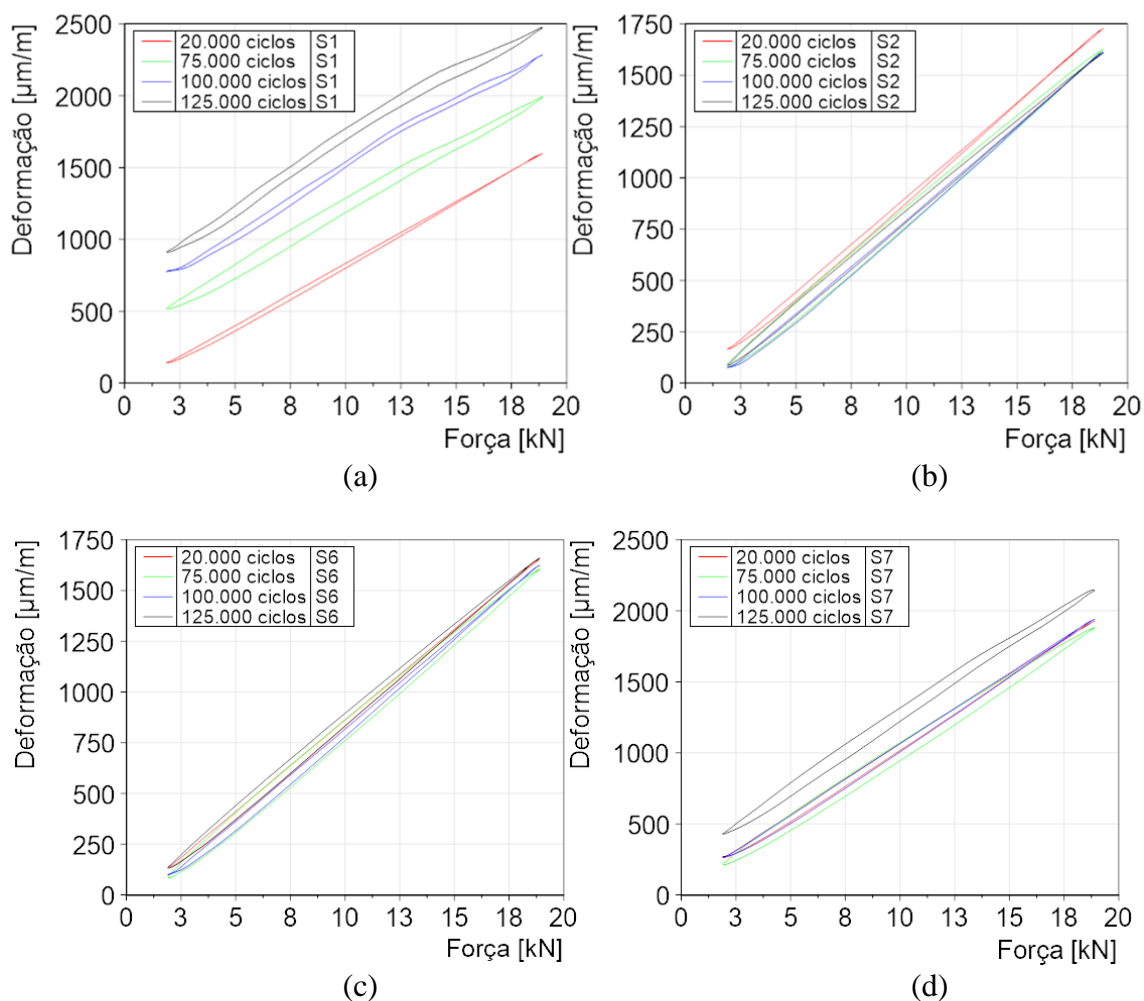 Deformação [µm/m]
2500
2000
1500
1000
500
0
20.000 ciclos S1
75.000 ciclos S1
100.000 ciclos S1
125.000 ciclos S1
0 3 5 8 10 13 15 18 20
Força [kN]
(a)
Deformação [µm/m]
1750
1500
1250
1000
750
500
250
0
20.000 ciclos S2
75.000 ciclos S2
100.000 ciclos S2
125.000 ciclos S2
0 3 5 8 10 13 15 18 20
Força [kN]
(b)
Deformação [µm/m]
1750
1500
1250
1000
750
500
250
0
20.000 ciclos S6
75.000 ciclos S6
100.000 ciclos S6
125.000 ciclos S6
0 3 5 8 10 13 15 18 20
Força [kN]
(c)
Deformação [µm/m]
2500
2000
1500
1000
500
0
20.000 ciclos S7
75.000 ciclos S7
100.000 ciclos S7
125.000 ciclos S7
0 3 5 8 10 13 15 18 20
Força [kN]
(d)